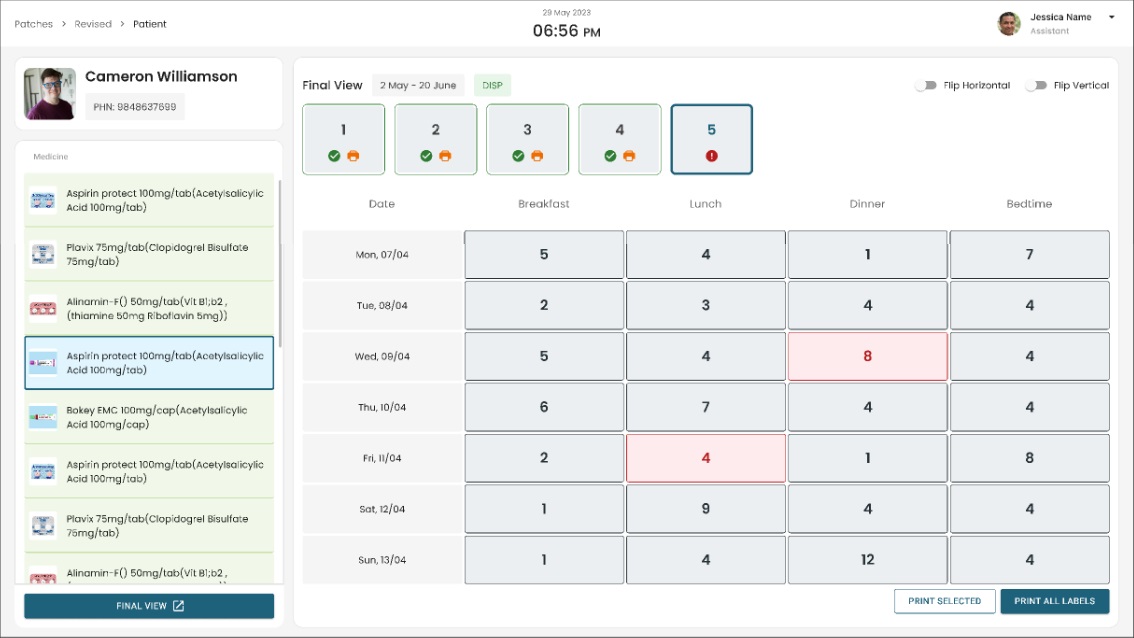 Patches > Revised > Patient
29 May 2023
06:56 PM
Jessica Name
Assistant
Cameron Williamson
PHN: 9848637699
Medicine
Aspirin protect 100mg/tab(Acetylsalicylic
Acid 100mg/tab)
Plavix 75mg/tab(Clopidogrel Bisulfate
75mg/tab)
Alinamin-F() 50mg/tab(Vit B1;b2 ,
(thiamine 50mg Riboflavin 5mg))
Aspirin protect 100mg/tab(Acetylsalicylic
Acid 100mg/tab)
Bokey EMC 100mg/cap(Acetylsalicylic
Acid 100mg/cap)
Aspirin protect 100mg/tab(Acetylsalicylic
Acid 100mg/tab)
Plavix 75mg/tab(Clopidogrel Bisulfate
75mg/tab)
Alinamin-F() 50mg/tab(Vit B1;b2 ,
FINAL VIEW
Final View 2 May - 20 June DISP
Flip Horizontal Flip Vertical
1 2 3 4 5
Date Breakfast Lunch Dinner Bedtime
Mon, 07/04 5 4 1 7
Tue, 08/04 2 3 4 4
Wed, 09/04 5 4 8 4
Thu, 10/04 6 7 4 4
Fri, 11/04 2 4 1 8
Sat, 12/04 1 9 4 4
Sun, 13/04 1 4 12 4
PRINT SELECTED PRINT ALL LABELS